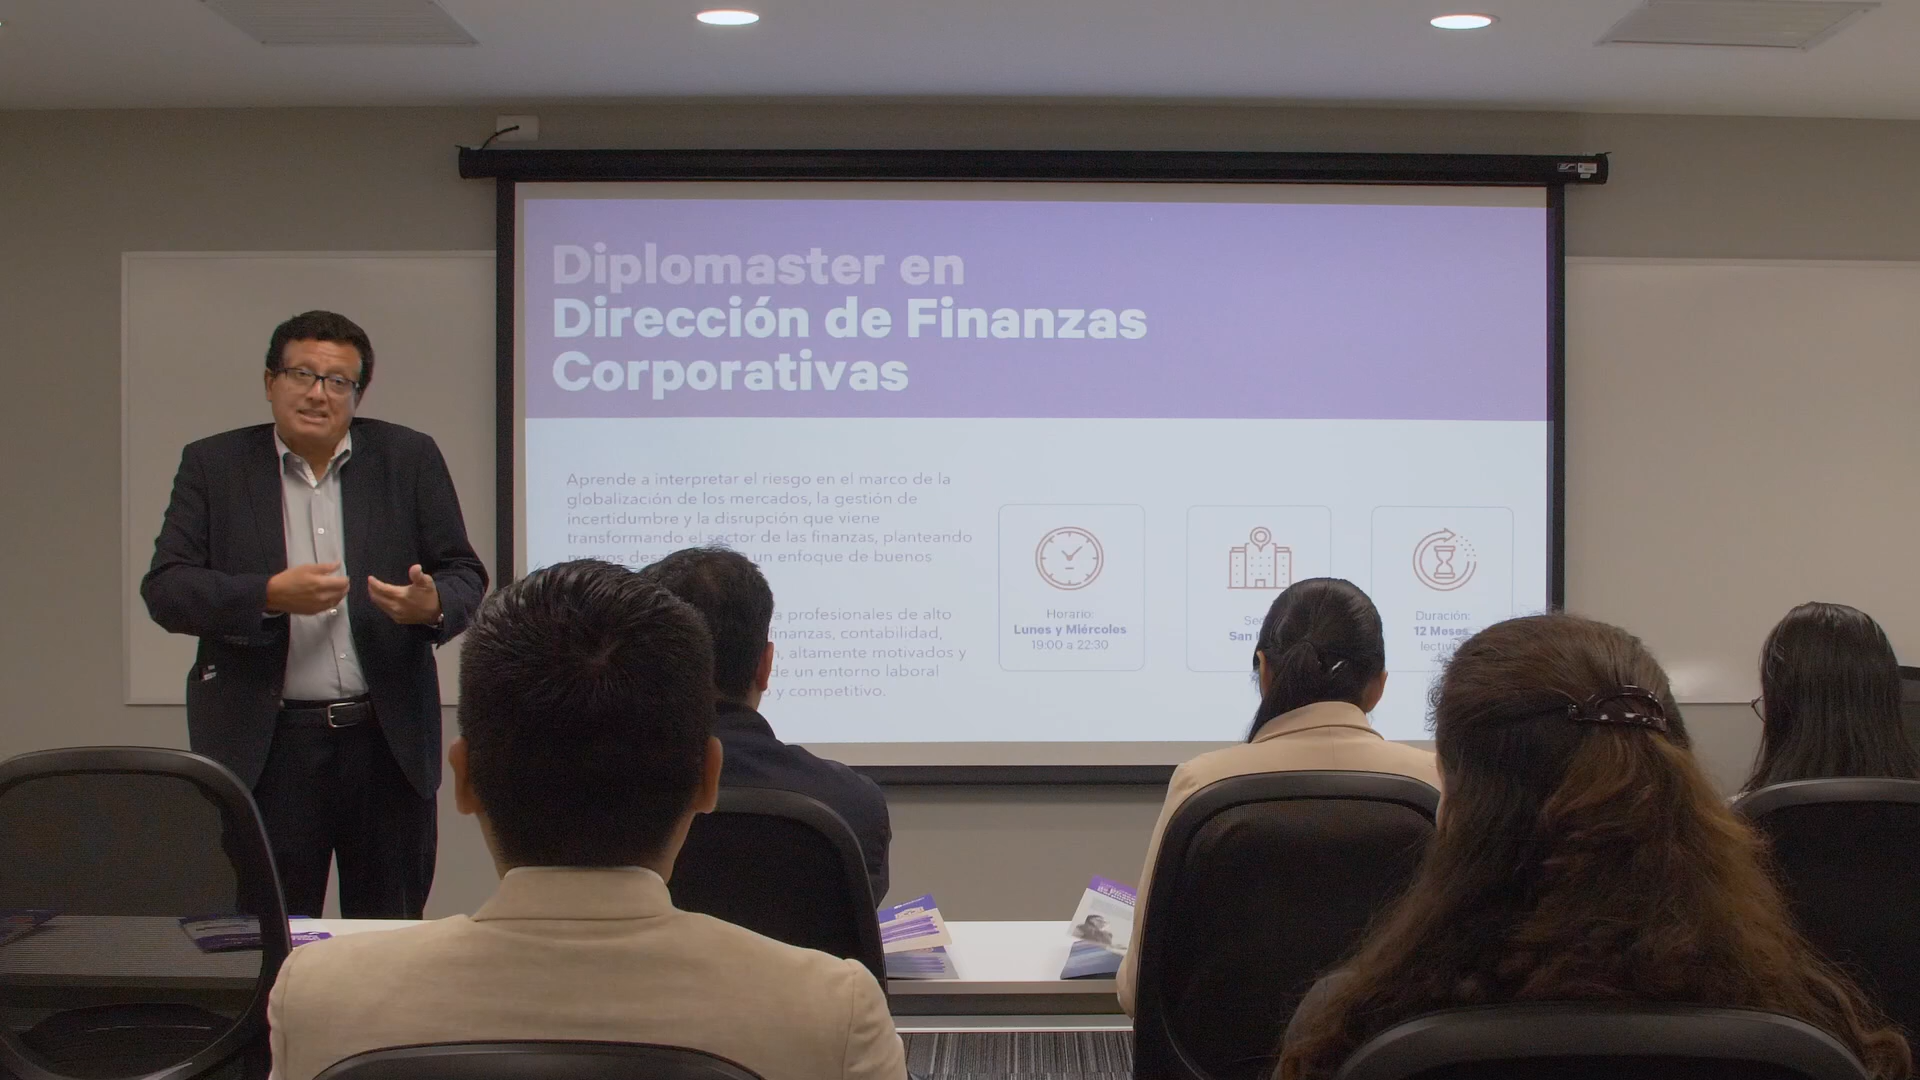 Diplomaster en
Dirección de Finanzas
Corporativas
Aprende a interpretar el riesgo en el marco de la
globalización de los mercados, la gestión de
incertidumbre y la disrupción que viene
transformando el sector de las finanzas, planteando
un enfoque de buenos
a profesionales de alto
finanzas, contabilidad,
altamente motivados y
de un entorno laboral
y competitivo.
Horario:
Lunes y Miércoles
19:00 a 22:30
San
Duración:
12 Meses